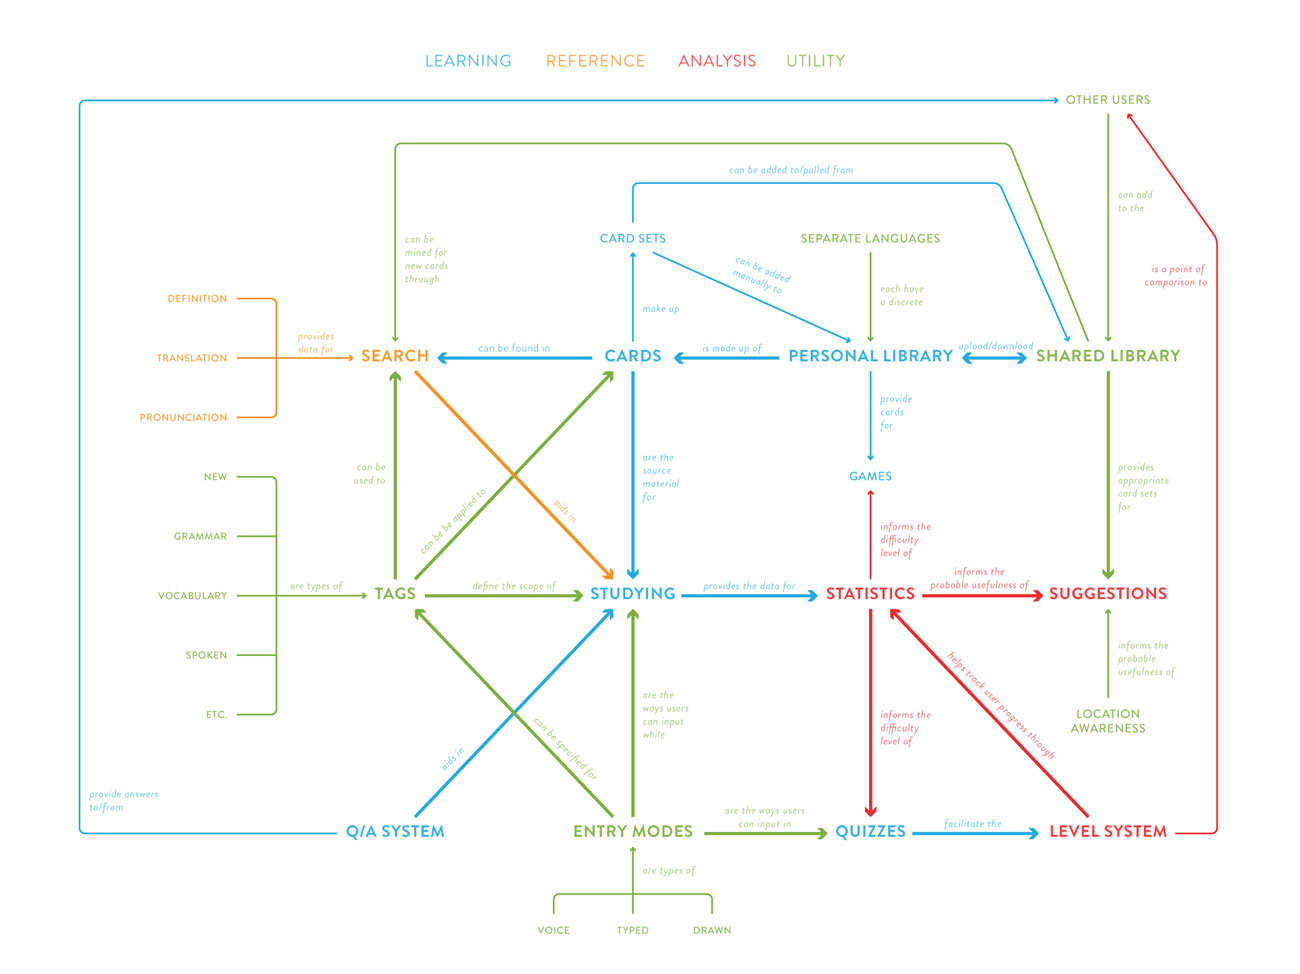 LEARNING REFERENCE ANALYSIS UTILITY
OTHER USERS
can be added to/pulled from
can add
to the
CARD SETS
SEPARATE LANGUAGES
can be
mined for
new cards
through
can be added
manually to
is a point of
comparison to
each have
a discrete
DEFINITION
make up
provides
data for
TRANSLATION
SEARCH
can be found in
CARDS
is made up of
PERSONAL LIBRARY
upload/download
SHARED LIBRARY
PRONUNCIATION
provide
cards
for
are the
source
material
for
can be
used to
GAMES
provides
appropriate
card sets
for
NEW
can be be applied to
aids in
GRAMMAR
informs the
difficulty
level of
VOCABULARY
are types of
TAGS
define the scope of
STUDYING
provides the data for
STATISTICS
informs the
probable usefulness of
SUGGESTIONS
SPOKEN
informs the
probable
usefulness of
helps track user progress through
are the
ways users
can input
while
ETC.
informs the
difficulty
level of
LOCATION
AWARENESS
can be specified for
aids in
provide answers
to/from
Q/A SYSTEM
ENTRY MODES
are the ways users
can input in
QUIZZES
facilitate the
LEVEL SYSTEM
are types of
VOICE
TYPED
DRAWN